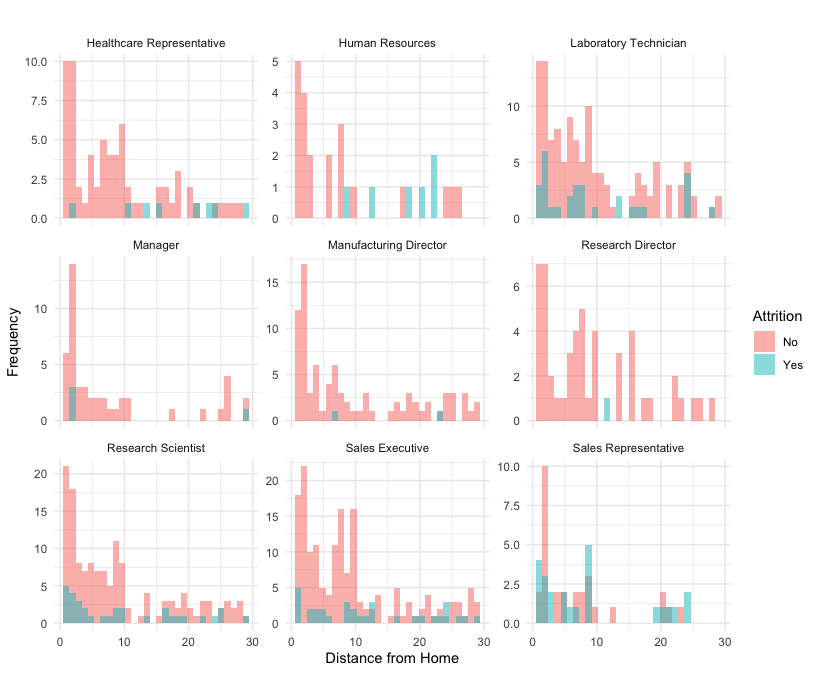 Healthcare Representative
Human Resources
Laboratory Technician
10.0
7.5
5.0
2.5
0.0
5
4
3
2
1
0
10
5
0
Manager
Manufacturing Director
Research Director
10
5
0
15
10
5
0
6
4
2
0
Research Scientist
Sales Executive
Sales Representative
20
15
10
5
0
20
15
10
5
0
10.0
7.5
5.0
2.5
0.0
0 10 20 30
0 10 20 30
0 10 20 30
Distance from Home
Frequency
Attrition
No
Yes